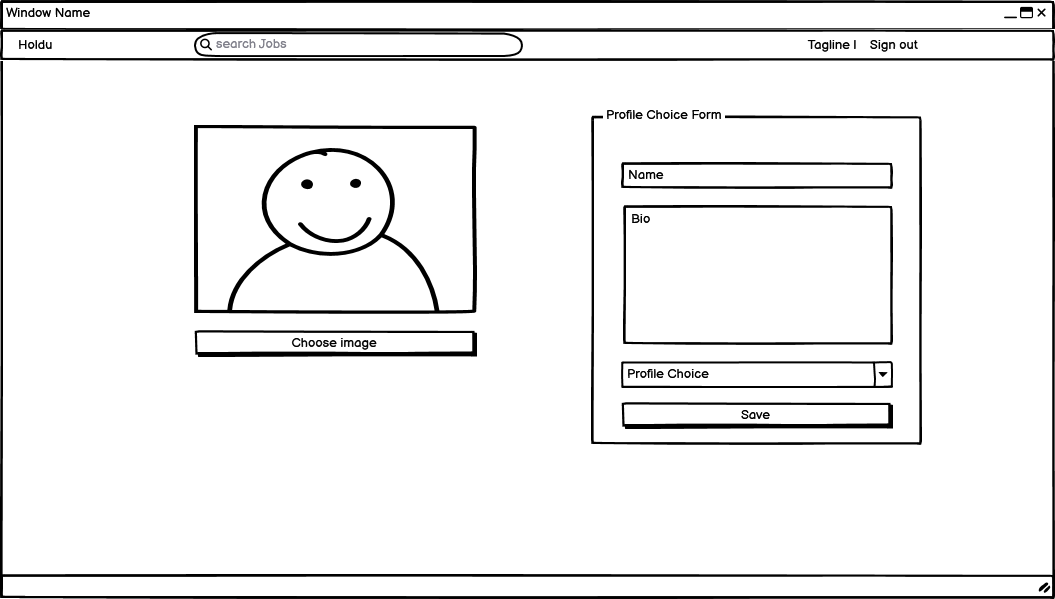 Window Name
Holdu
search Jobs
Tagline I
Sign out
Profile Choice Form
Name
Bio
Choose image
Profile Choice
Save